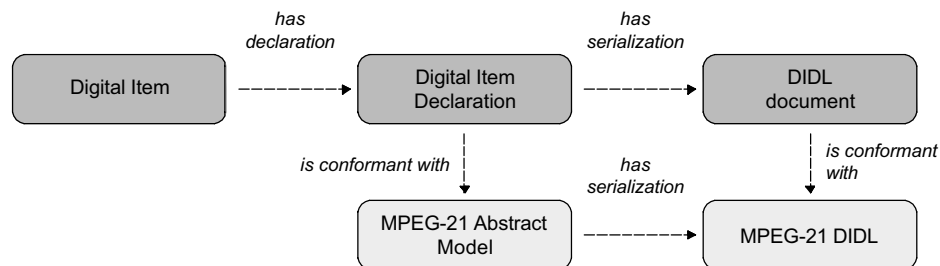 has
declaration
has
serialization
Digital Item
Digital Item
Declaration
DIDL
document
is conformant with
has
serialization
is conformant
with
MPEG-21 Abstract
Model
MPEG-21 DIDL